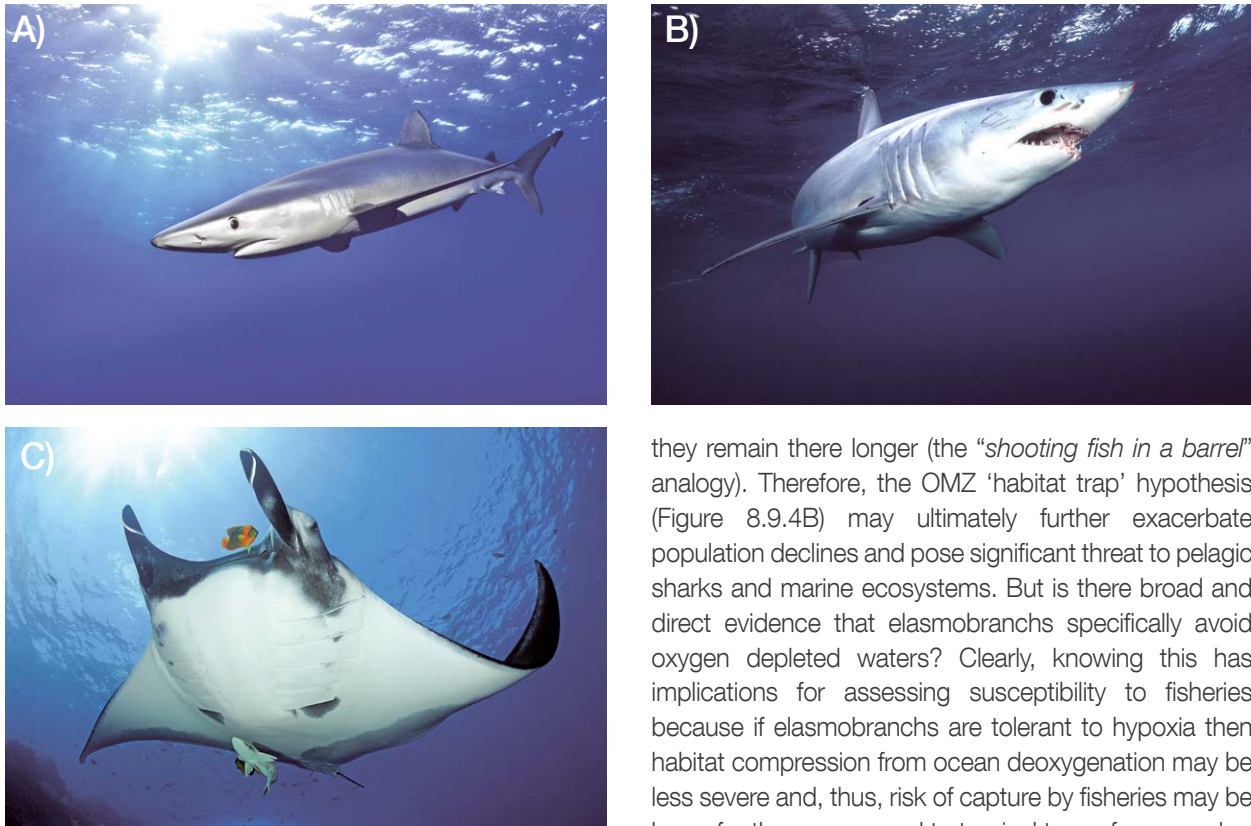 A)
B)
C)
they remain there longer (the “shooting fish in a barrel”
analogy). Therefore, the OMZ ‘habitat trap’ hypothesis
(Figure 8.9.4B) may ultimately further exacerbate
population declines and pose significant threat to pelagic
sharks and marine ecosystems. But is there broad and
direct evidence that elasmobranchs specifically avoid
oxygen depleted waters? Clearly, knowing this has
implications for assessing susceptibility to fisheries
because if elasmobranchs are tolerant to hypoxia then
habitat compression from ocean deoxygenation may be
less severe and, thus, risk of capture by fisheries may be